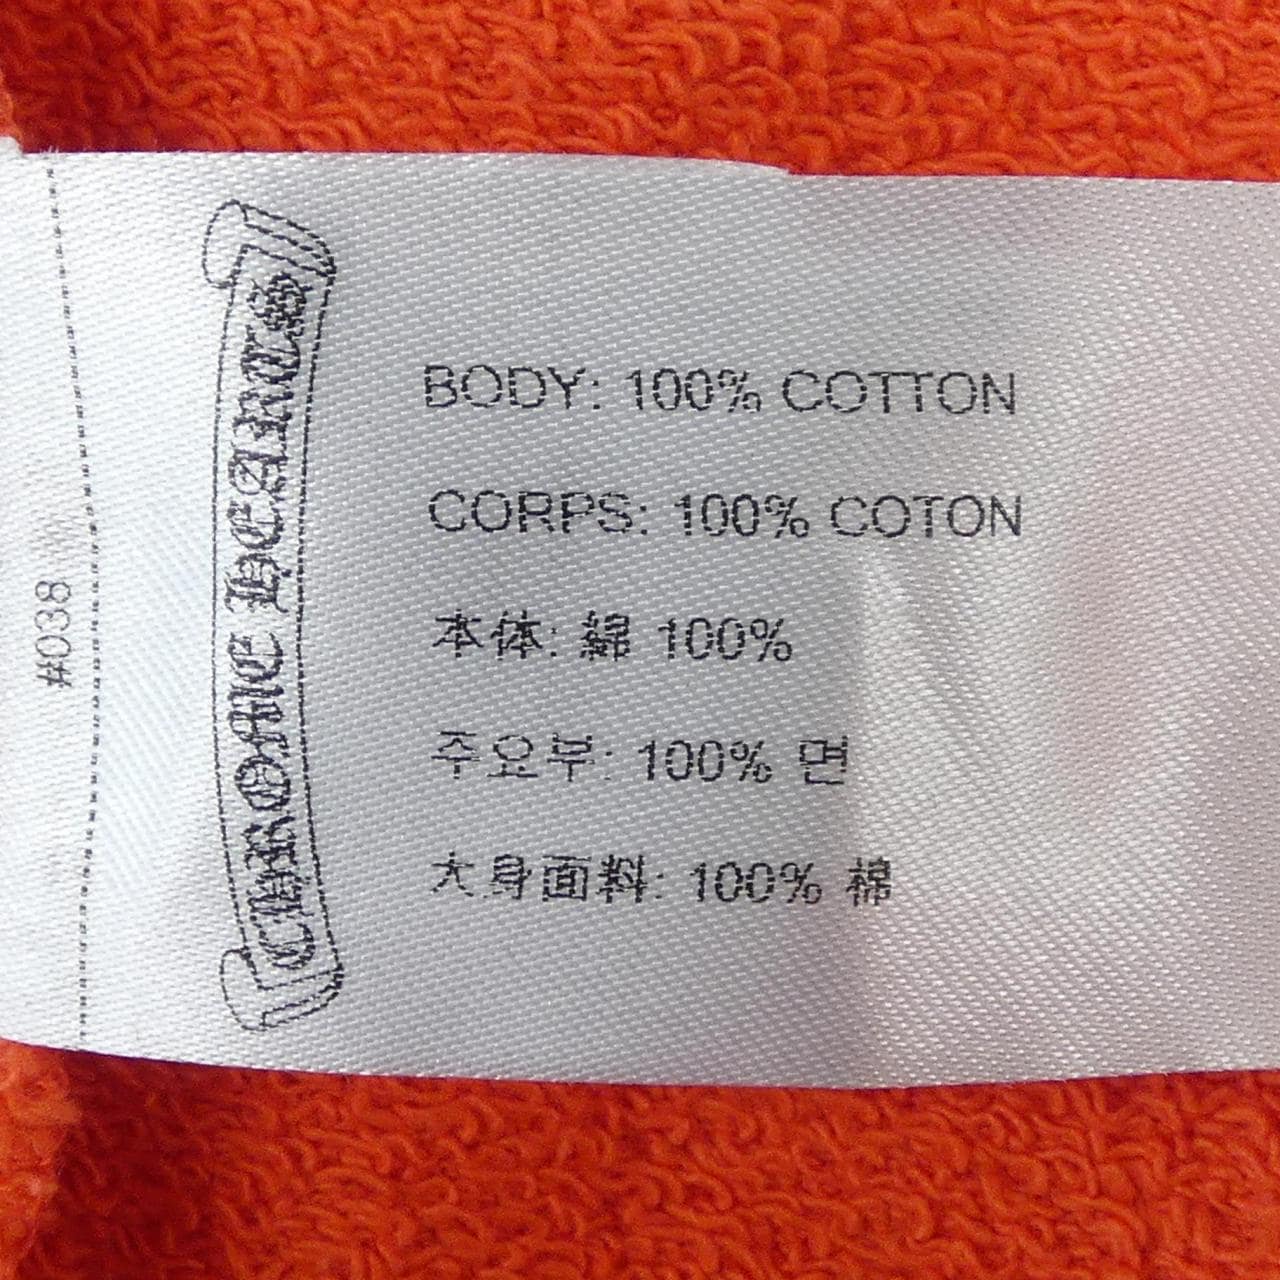 #038
CHROME HEARTS
BODY: 100% COTTON
CORPS: 100% COTON
本体: 綿 100%
주요부: 100% 면
大身面料: 100% 棉